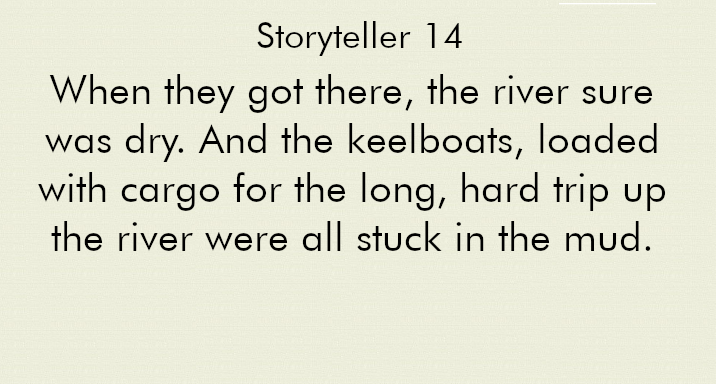 Storyteller 14
When they got there, the river sure
was dry. And the keelboats, loaded
with cargo for the long, hard trip up
the river were all stuck in the mud.